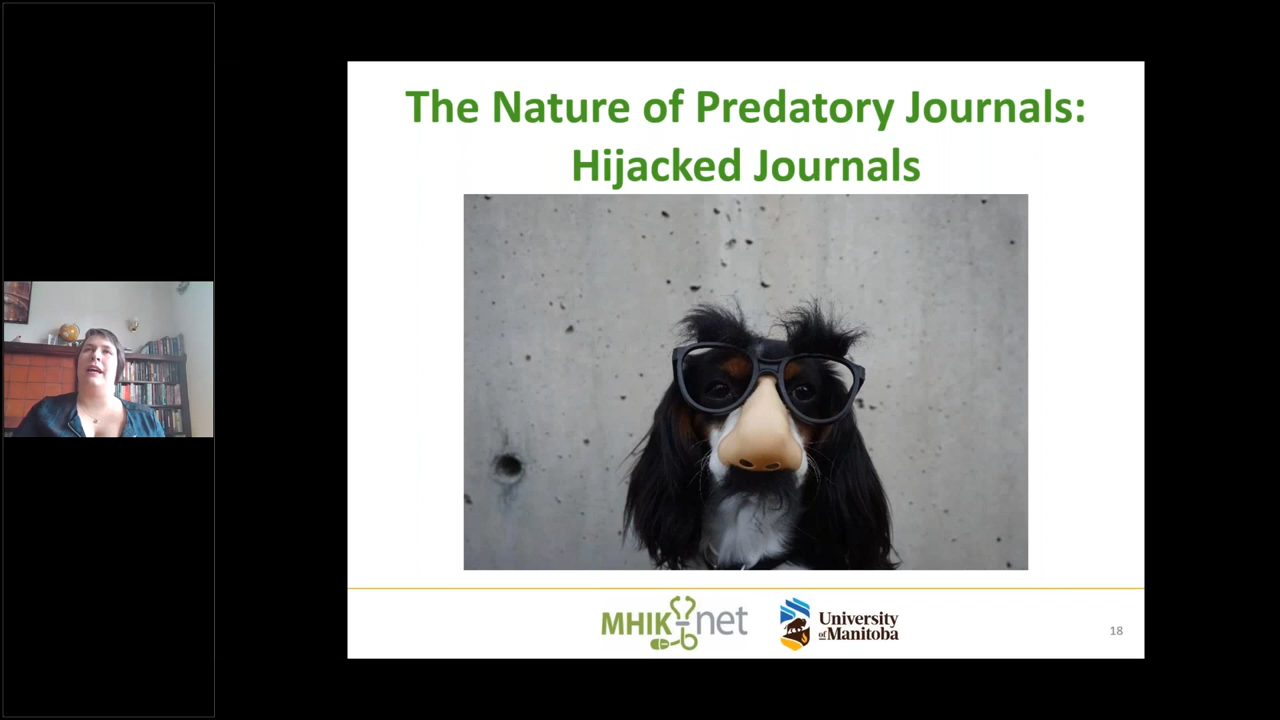 The Nature of Predatory Journals:
Hijacked Journals
MHIK-net
University
of Manitoba
18